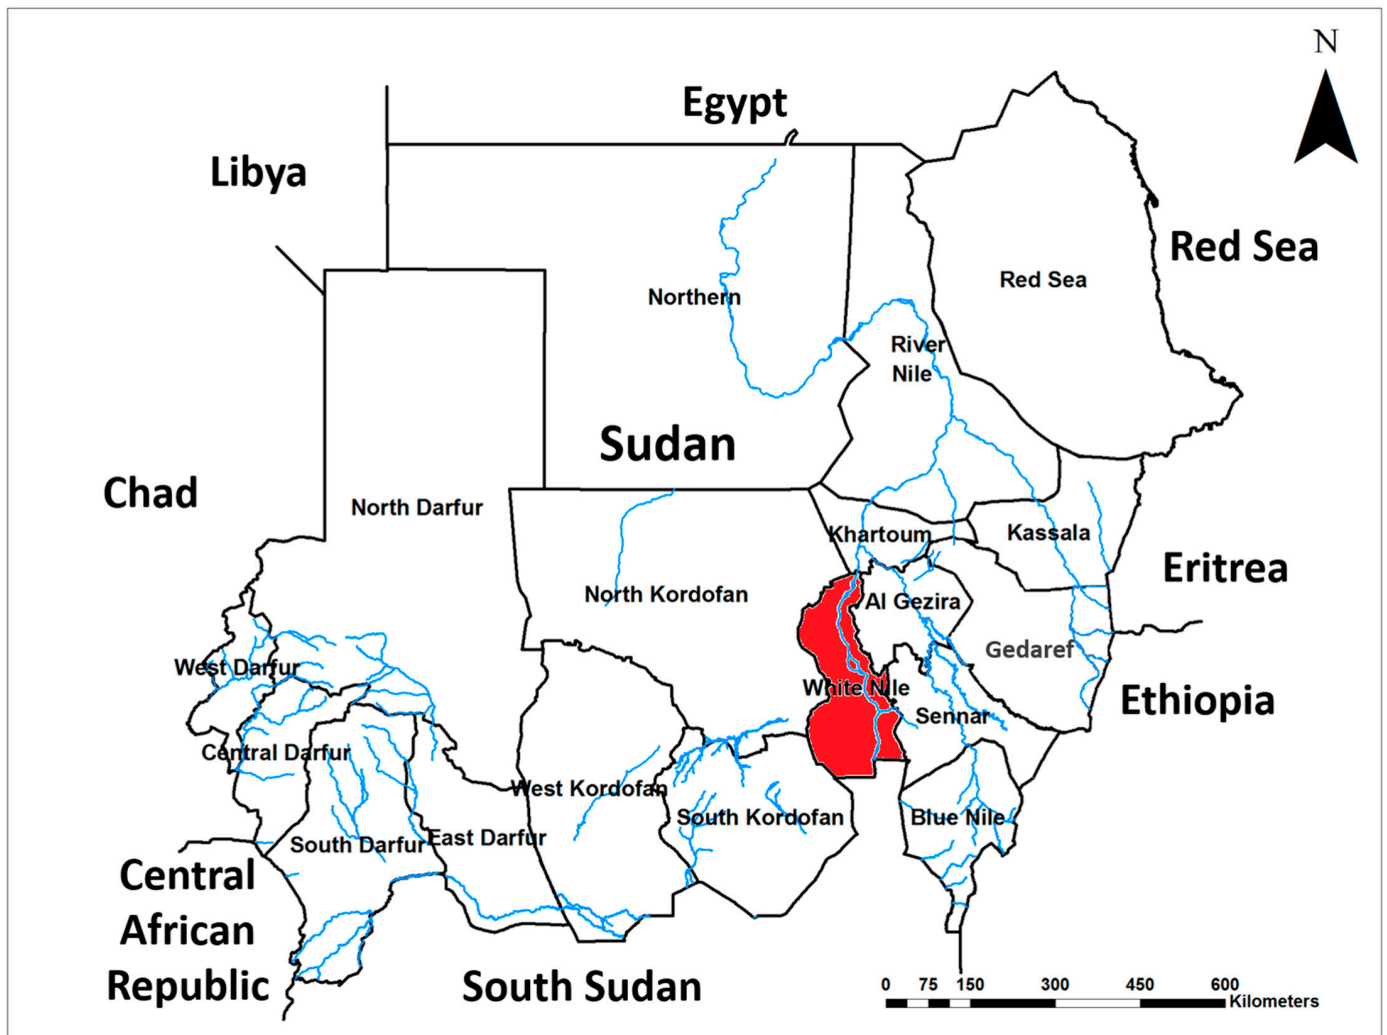 N
Egypt
Libya
Red Sea
Red Sea
Northern
River
Nile
Sudan
Chad
North Darfur
Khartoum
Kassala
Eritrea
North Kordofan
Al Gezira
Gedaref
West Darfur
White Nile
Ethiopia
Sennar
Central Darfur
West Kordofan
South Kordofan
Blue Nile
East Darfur
South Darfur
Central
African
Republic
South Sudan
0 75 150 300 450 600
Kilometers